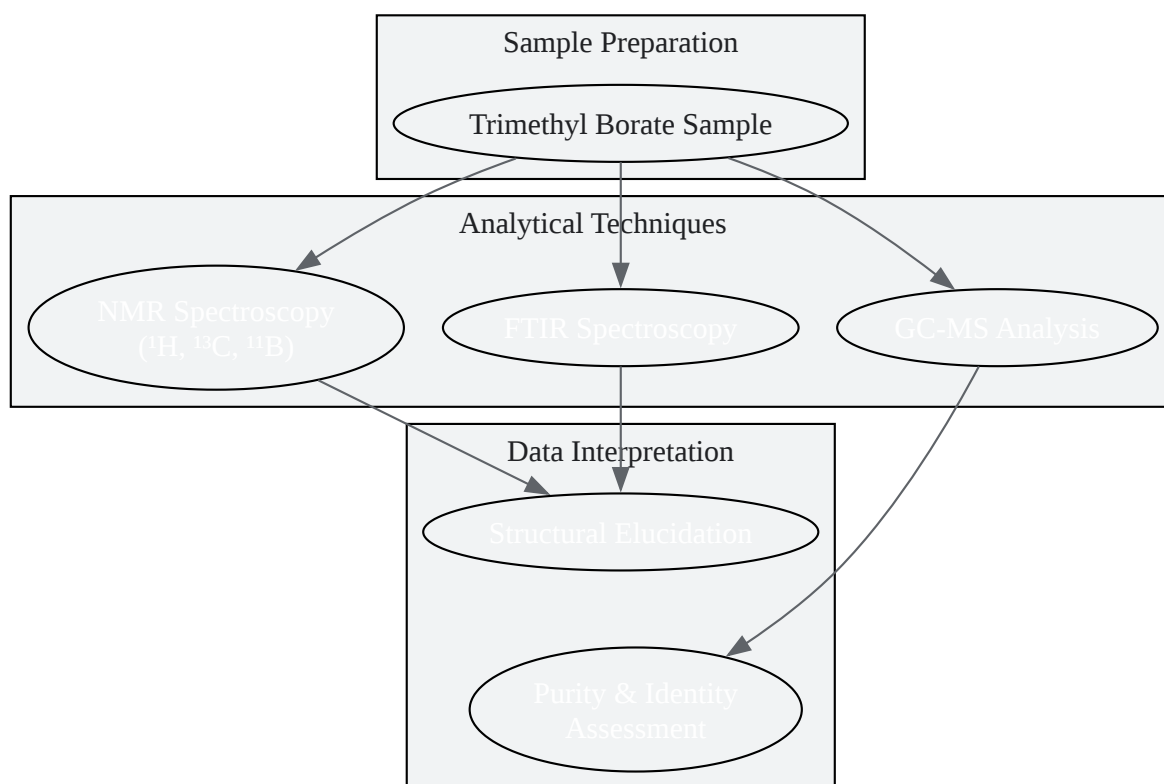 Sample Preparation
Trimethyl Borate Sample
Analytical Techniques
NMR Spectroscopy
(¹H, ¹³C, ¹¹B)
FTIR Spectroscopy
GC-MS Analysis
Data Interpretation
Structural Elucidation
Purity & Identity
Assessment